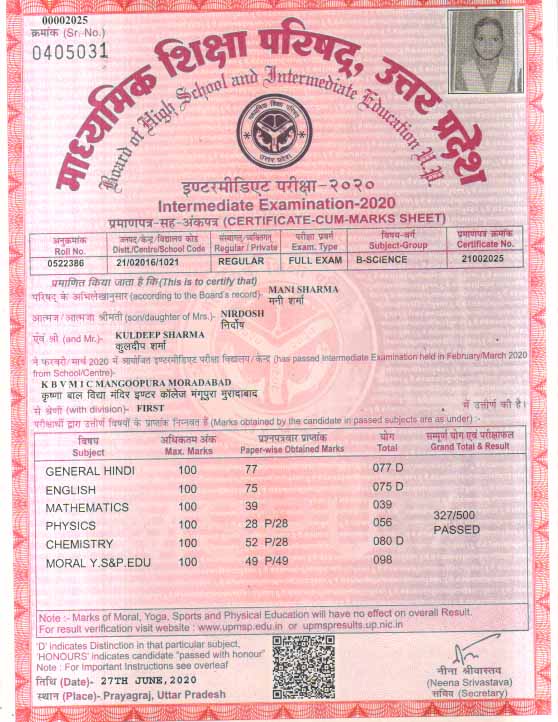 00002025
क्रमांक (Sr. No.)
0405031
माध्यमिक शिक्षा परिषद, उत्तर प्रदेश
Board of High School and Intermediate Education U.P.
माध्यमिक शिक्षा परिषद
उत्तर प्रदेश
इण्टरमीडिएट परीक्षा-२०२०
Intermediate Examination-2020
प्रमाणपत्र-सह-अंकपत्र (CERTIFICATE-CUM-MARKS SHEET)
अनुक्रमांक जनपद/केन्द्र/विद्यालय कोड संस्थागत/व्यक्तिगत परीक्षा प्रवर्ग विषय-वर्ग प्रमाणपत्र क्रमांक
Roll No. Distt./Centre/School Code Regular / Private Exam. Type Subject-Group Certificate No.
0522386 21/02016/1021 REGULAR FULL EXAM B-SCIENCE 21002025
प्रमाणित किया जाता है कि (This is to certify that)
परिषद के अभिलेखानुसार (according to the Board's record)- MANI SHARMA
मनी शर्मा
आत्मज/आत्मजा श्रीमती (son/daughter of Mrs.)- NIRDOSH
निर्दोष
एवं श्री (and Mr.)- KULDEEP SHARMA
कुलदीप शर्मा
ने फरवरी/मार्च 2020 में आयोजित इण्टरमीडिएट परीक्षा विद्यालय/केन्द्र (has passed Intermediate Examination held in February/March 2020
from School/Centre)-
K B V M I C MANGOOPURA MORADABAD
कृष्णा बाल विद्या मंदिर इण्टर कॉलेज मंगूपुरा मुरादाबाद
से श्रेणी (with division)- FIRST में उत्तीर्ण की है।
परीक्षार्थी द्वारा उत्तीर्ण विषयों के प्राप्तांक निम्नवत हैं (Marks obtained by the candidate in passed subjects are as under) :-
विषय अधिकतम अंक प्रश्नपत्रवार प्राप्तांक योग सम्पूर्ण योग एवं परीक्षाफल
Subject Max. Marks Paper-wise Obtained Marks Total Grand Total & Result
GENERAL HINDI 100 77 077 D
ENGLISH 100 75 075 D
MATHEMATICS 100 39 039
PHYSICS 100 28 P/28 056
327/500
PASSED
CHEMISTRY 100 52 P/28 080 D
MORAL Y.S&P.EDU 100 49 P/49 098
Note :- Marks of Moral, Yoga, Sports and Physical Education will have no effect on overall Result.
For result verification visit website : www.upmsp.edu.in or upmspresults.up.nic.in
'D' indicates Distinction in that particular subject,
'HONOURS' indicates candidate "passed with honour"
Note : For Important Instructions see overleaf
तिथि (Date)- 27TH JUNE,2020
स्थान (Place)- Prayagraj, Uttar Pradesh
नीना श्रीवास्तव
(Neena Srivastava)
सचिव (Secretary)